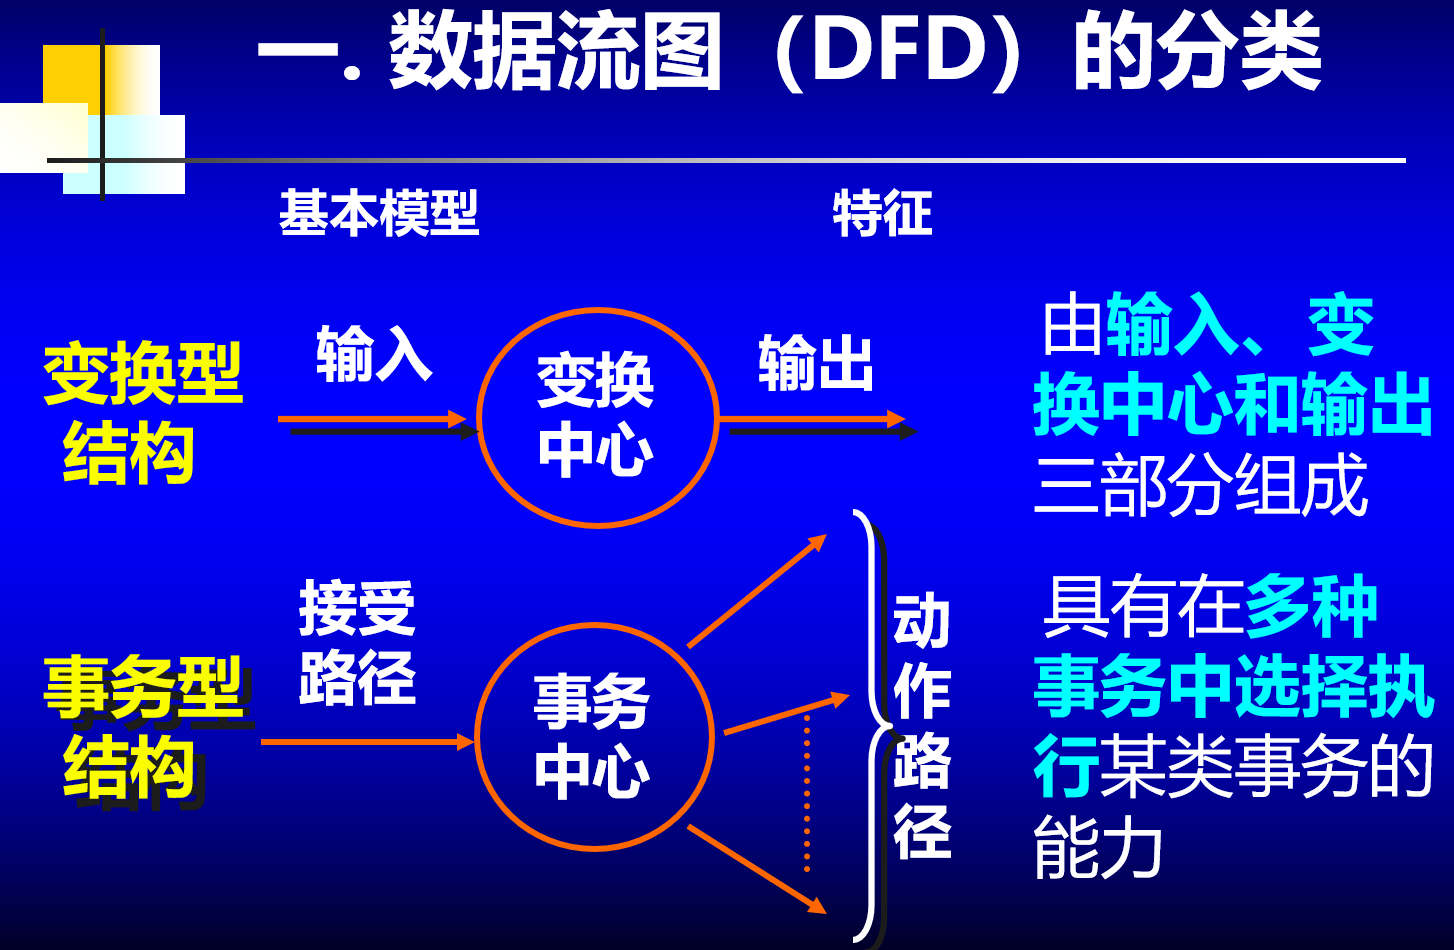 一. 数据流图（DFD）的分类
基本模型
特征
变换型
结构
输入
变换
中心
输出
由输入、变
换中心和输出
三部分组成
事务型
结构
接受
路径
事务
中心
动
作
路
径
具有在多种
事务中选择执
行某类事务的
能力